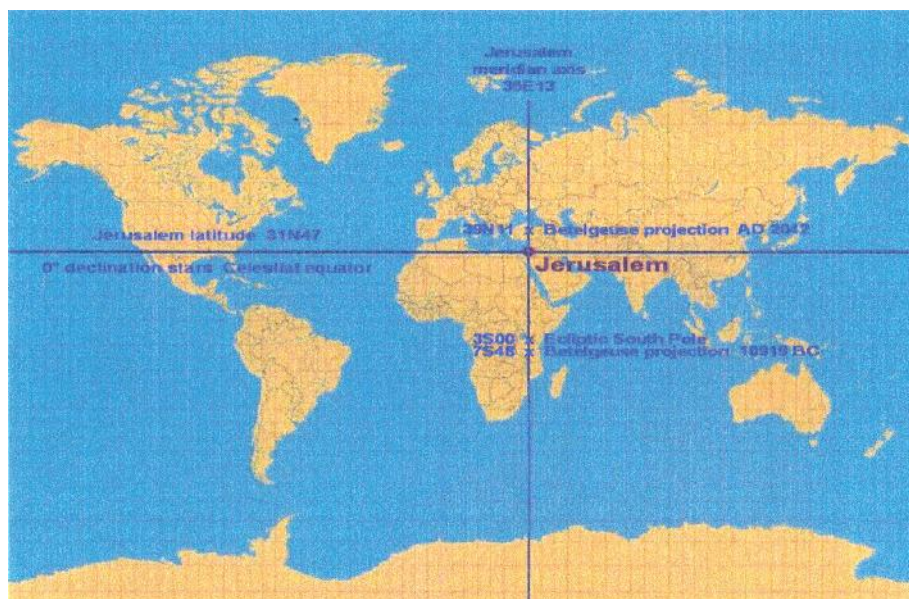 Jerusalem
meridian axis
35E13
39N11 x Betelgeuse projection AD 2042
Jerusalem latitude 31N47
0° declination stars Celestial equator
Jerusalem
3S00 x Ecliptic South Pole
7S48 x Betelgeuse projection 10919 BC